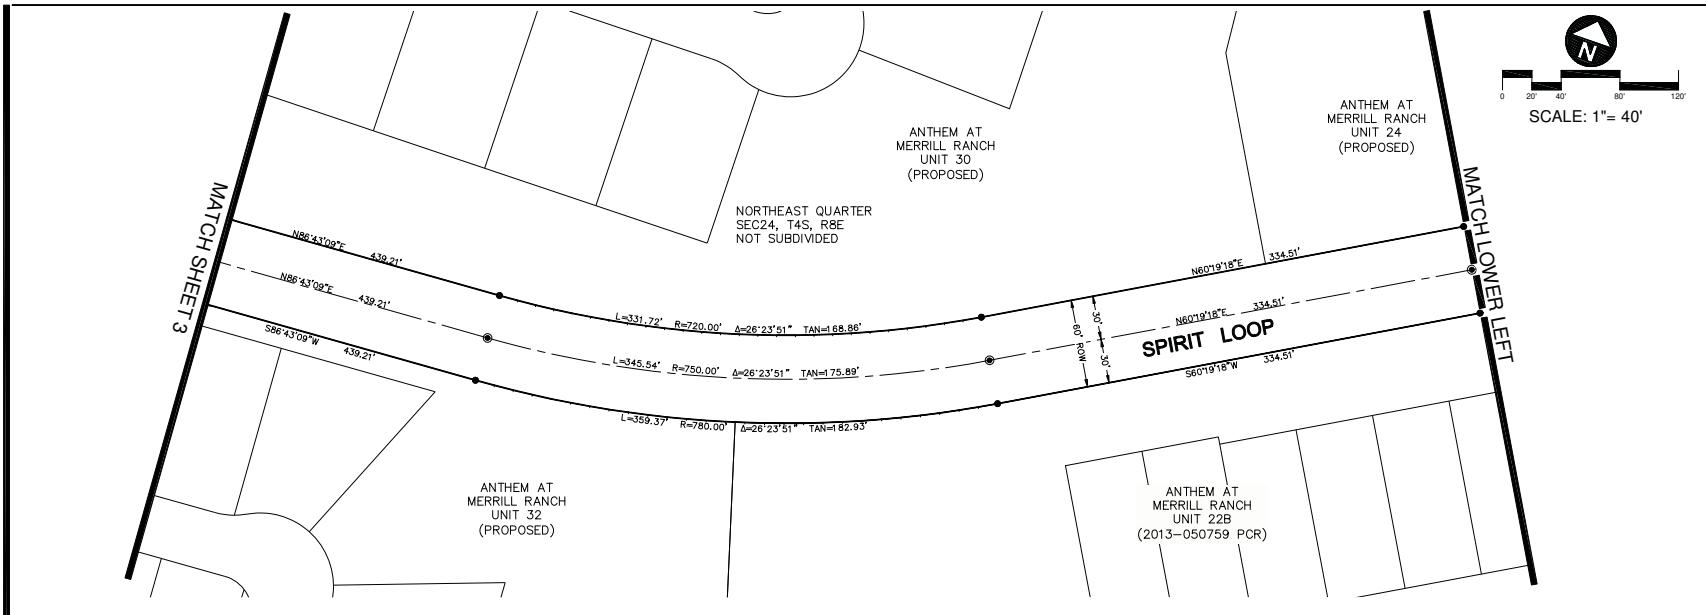 N
0 20' 40' 80' 120'
SCALE: 1"= 40'
ANTHEM AT
MERRILL RANCH
UNIT 24
(PROPOSED)
ANTHEM AT
MERRILL RANCH
UNIT 30
(PROPOSED)
NORTHEAST QUARTER
SEC24, T4S, R8E
NOT SUBDIVIDED
MATCH SHEET 3
MATCH LOWER LEFT
N86°43'09"E 439.21'
N86°43'09"E 439.21'
S86°43'09"W 439.21'
L=331.72' R=720.00' Δ=26°23'51" TAN=168.86'
L=345.54' R=750.00' Δ=26°23'51" TAN=175.89'
L=359.37' R=780.00' Δ=26°23'51" TAN=182.93'
N60°19'18"E 334.51'
N60°19'18"E 334.51'
S60°19'18"W 334.51'
60' ROW
30'
30'
SPIRIT LOOP
ANTHEM AT
MERRILL RANCH
UNIT 32
(PROPOSED)
ANTHEM AT
MERRILL RANCH
UNIT 22B
(2013-050759 PCR)